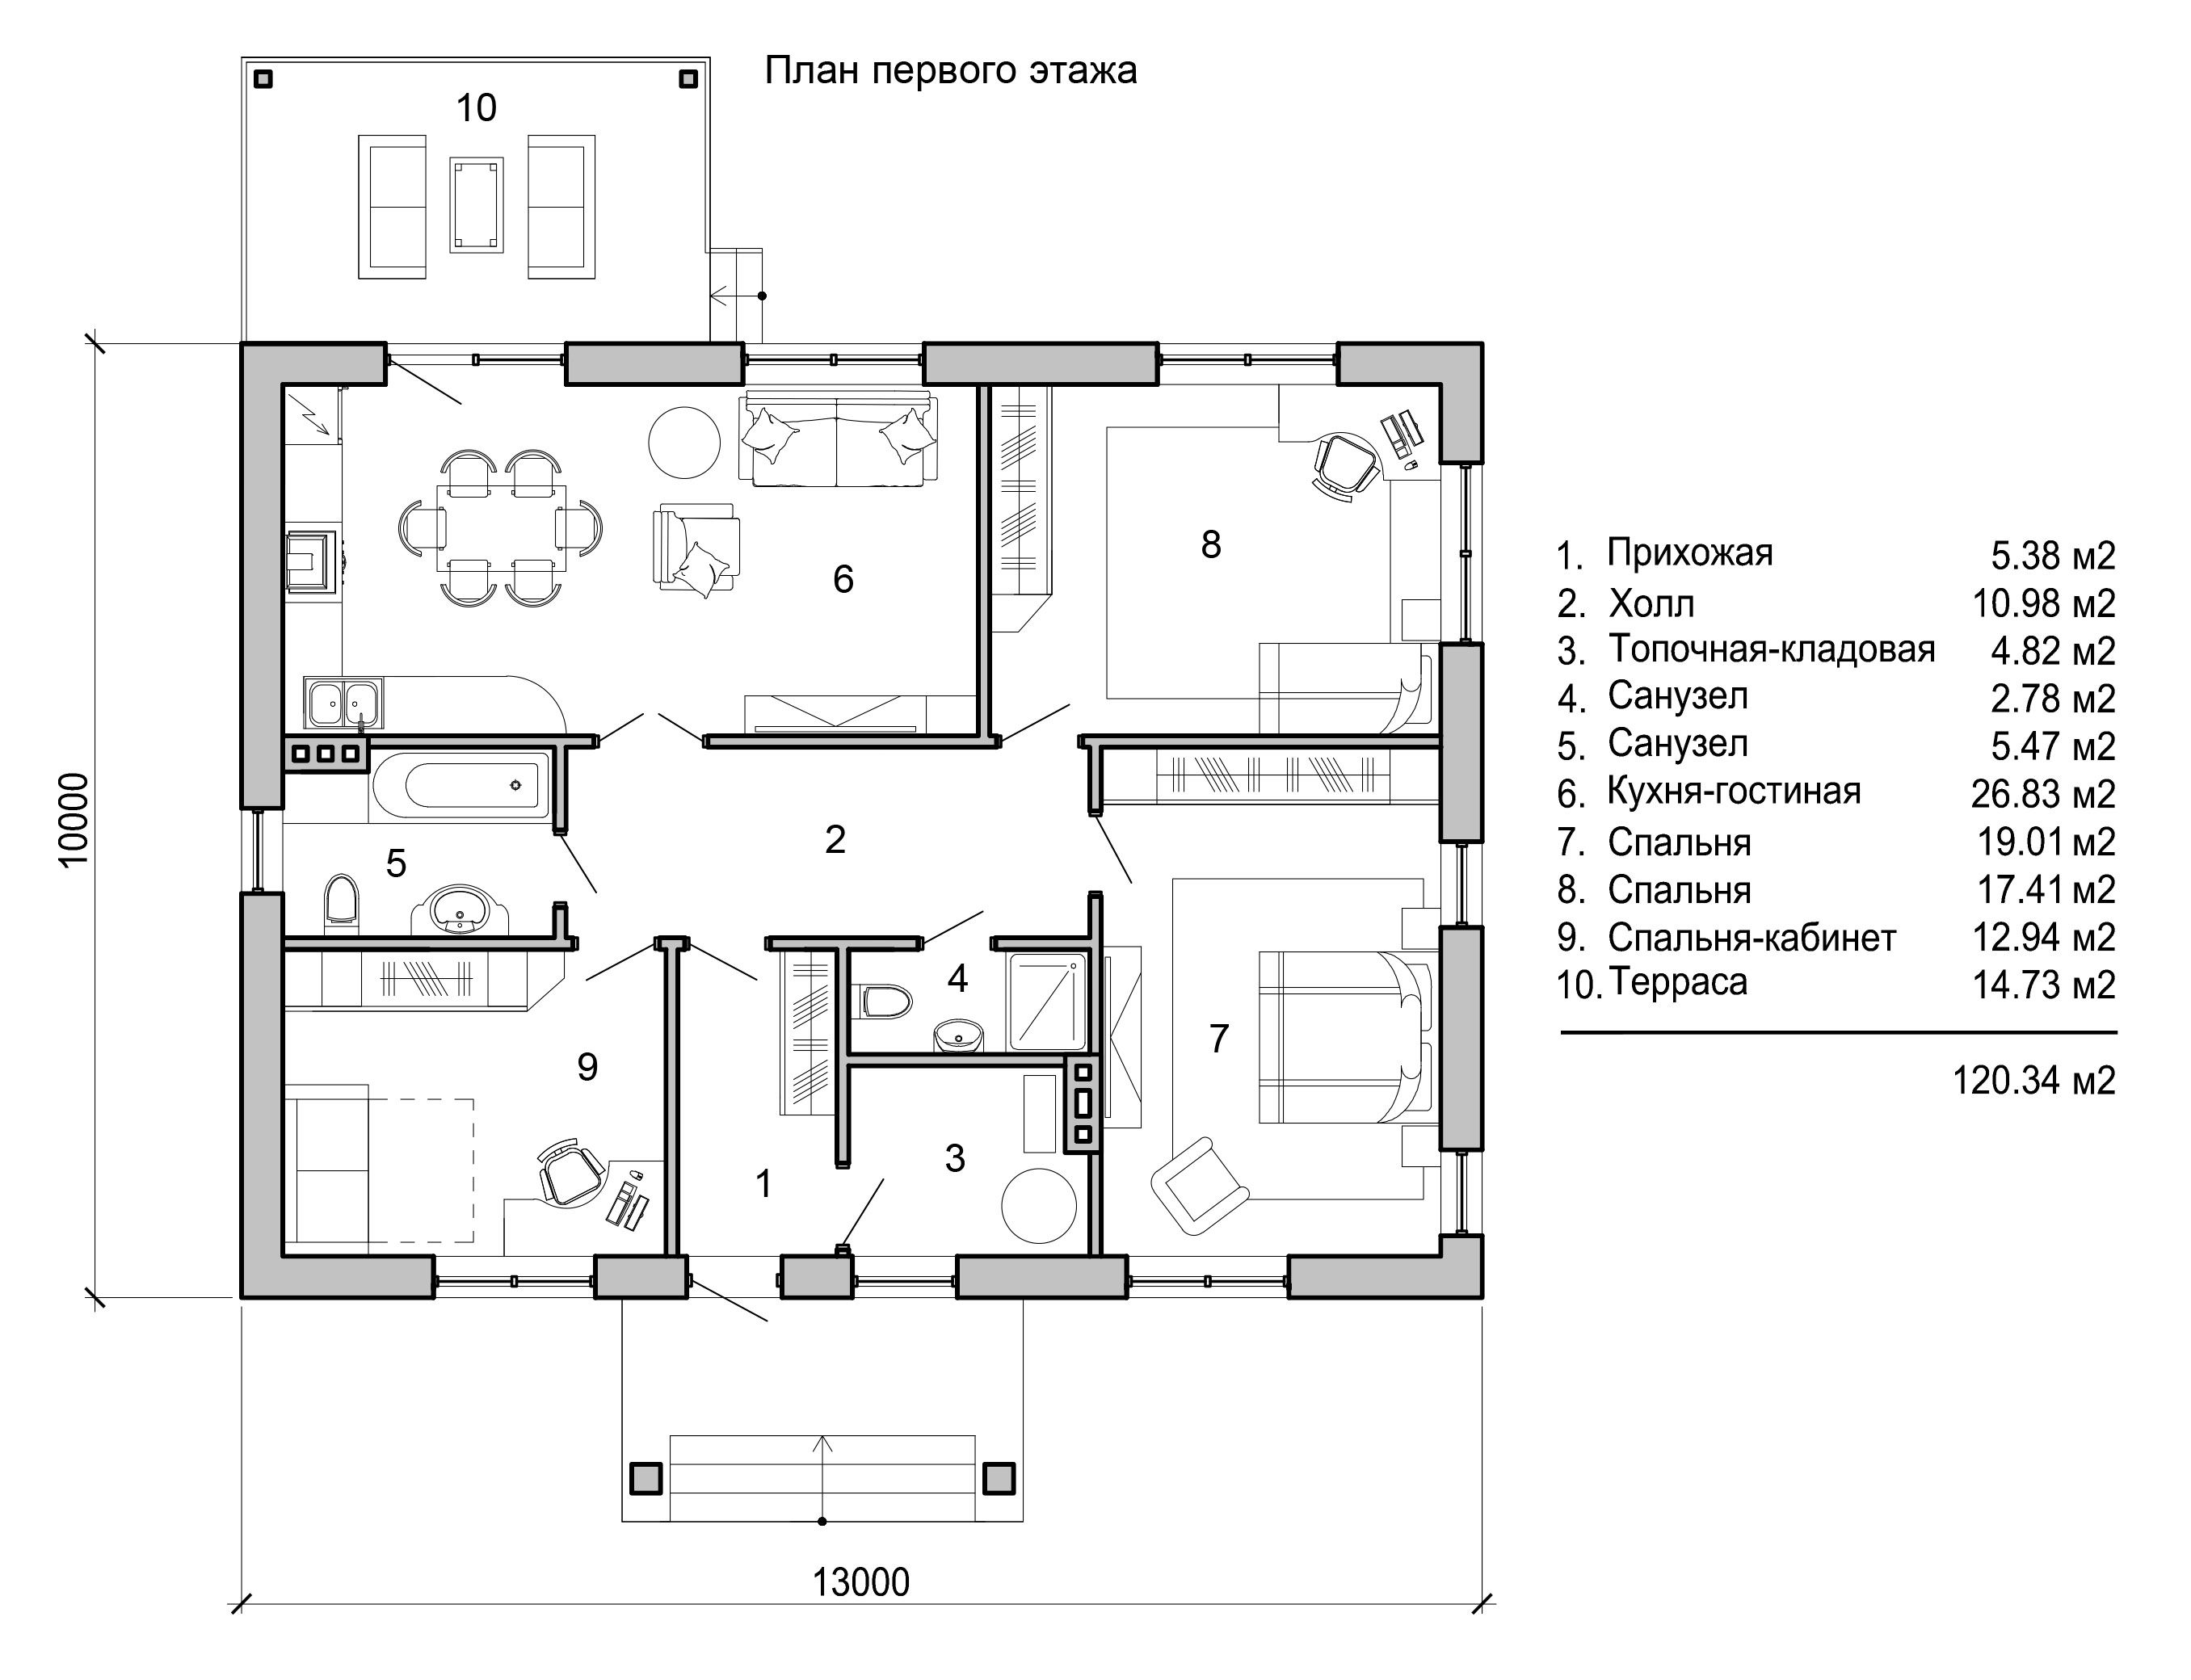 План первого этажа
10
6
8
1. Прихожая 5.38 м2
2. Холл 10.98 м2
3. Топочная-кладовая 4.82 м2
4. Санузел 2.78 м2
5. Санузел 5.47 м2
6. Кухня-гостиная 26.83 м2
7. Спальня 19.01 м2
8. Спальня 17.41 м2
9. Спальня-кабинет 12.94 м2
10. Терраса 14.73 м2
120.34 м2
10000
2
5
4
7
9
3
1
13000